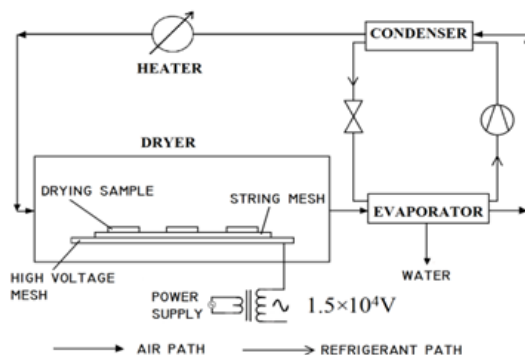 CONDENSER
HEATER
DRYER
DRYING SAMPLE
STRING MESH
EVAPORATOR
HIGH VOLTAGE
MESH
WATER
POWER
SUPPLY
1.5×10⁴V
AIR PATH
REFRIGERANT PATH